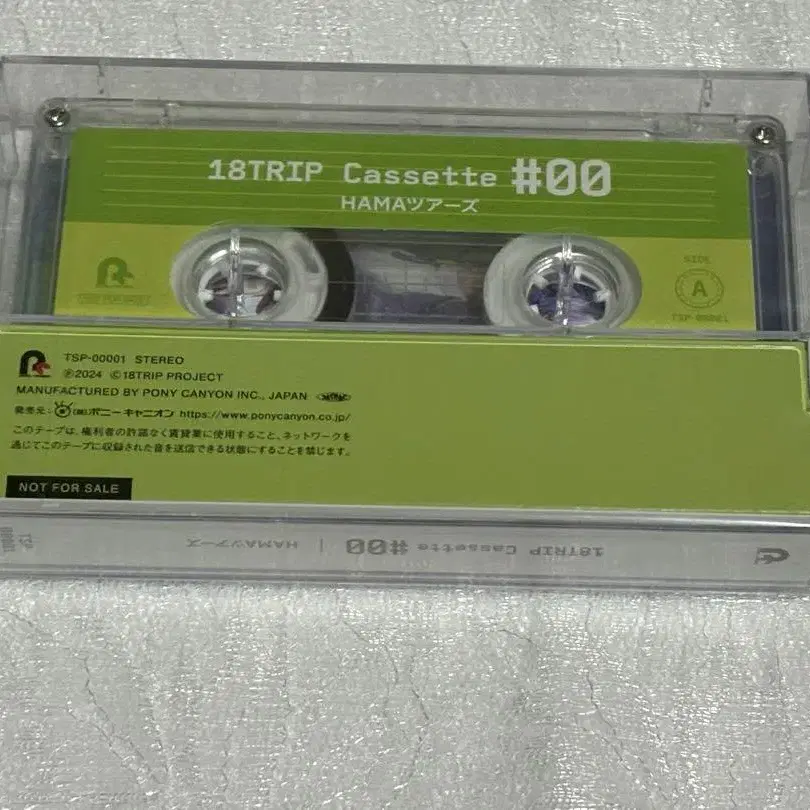 18TRIP Cassette #00
HAMAツアーズ
SIDE
A
TSP-00001
TSP-00001 STEREO
Ⓟ2024 Ⓒ18TRIP PROJECT
MANUFACTURED BY PONY CANYON INC., JAPAN
発売元:(株)ポニーキャニオン https://www.ponycanyon.co.jp/
このテープは、権利者の許諾なく賃貸業に使用すること、ネットワークを
通じてこのテープに収録された音を送信できる状態にすることを禁じます。
NOT FOR SALE
18TRIP Cassette #00 | HAMAツアーズ